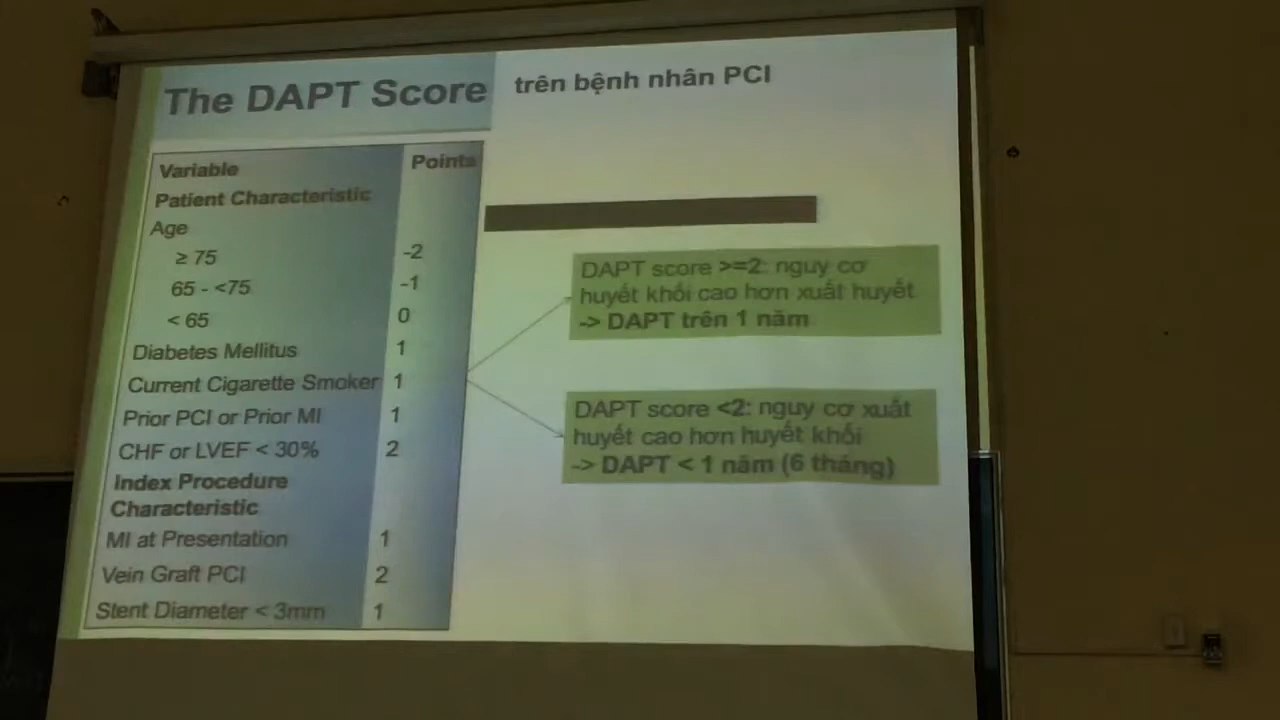 The DAPT Score
trên bệnh nhân PCI
Variable Points
Patient Characteristic
Age
≥ 75 -2
65 - <75 -1
< 65 0
Diabetes Mellitus 1
Current Cigarette Smoker 1
Prior PCI or Prior MI 1
CHF or LVEF < 30% 2
Index Procedure
Characteristic
MI at Presentation 1
Vein Graft PCI 2
Stent Diameter < 3mm 1
DAPT score >=2: nguy cơ
huyết khối cao hơn xuất huyết
-> DAPT trên 1 năm
DAPT score <2: nguy cơ xuất
huyết cao hơn huyết khối
-> DAPT < 1 năm (6 tháng)